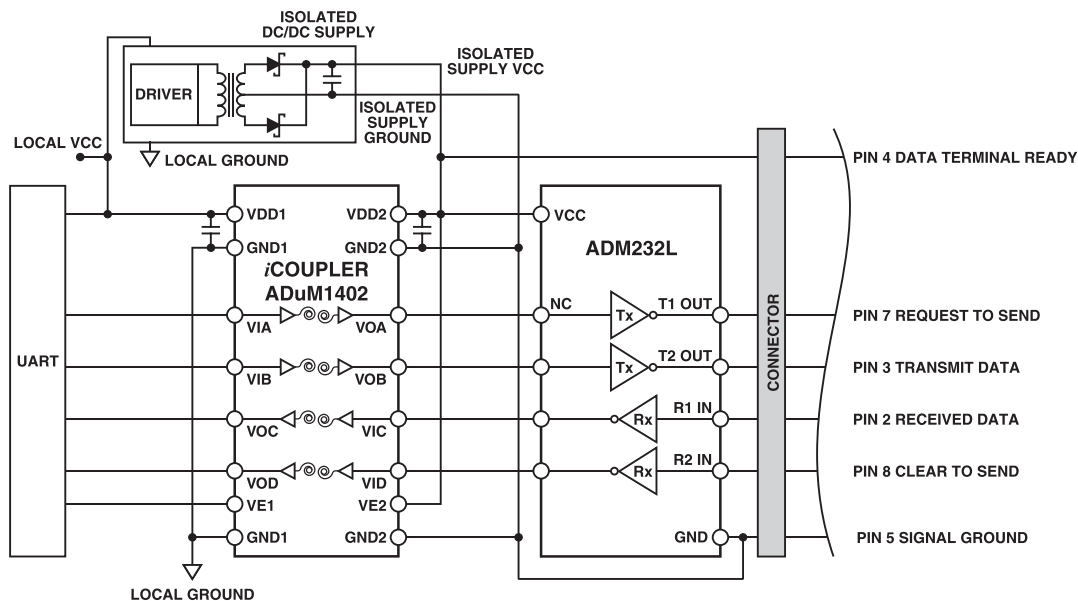 ISOLATED
DC/DC SUPPLY
ISOLATED
SUPPLY VCC
DRIVER
ISOLATED
SUPPLY
GROUND
LOCAL VCC
LOCAL GROUND
PIN 4 DATA TERMINAL READY
VDD1
VDD2
VCC
GND1
GND2
ADM232L
iCOUPLER
ADuM1402
NC
T1 OUT
Tx
PIN 7 REQUEST TO SEND
VIA
VOA
UART
T2 OUT
Tx
PIN 3 TRANSMIT DATA
VIB
VOB
CONNECTOR
R1 IN
Rx
PIN 2 RECEIVED DATA
VOC
VIC
R2 IN
Rx
PIN 8 CLEAR TO SEND
VOD
VID
VE1
VE2
GND1
GND2
GND
PIN 5 SIGNAL GROUND
LOCAL GROUND